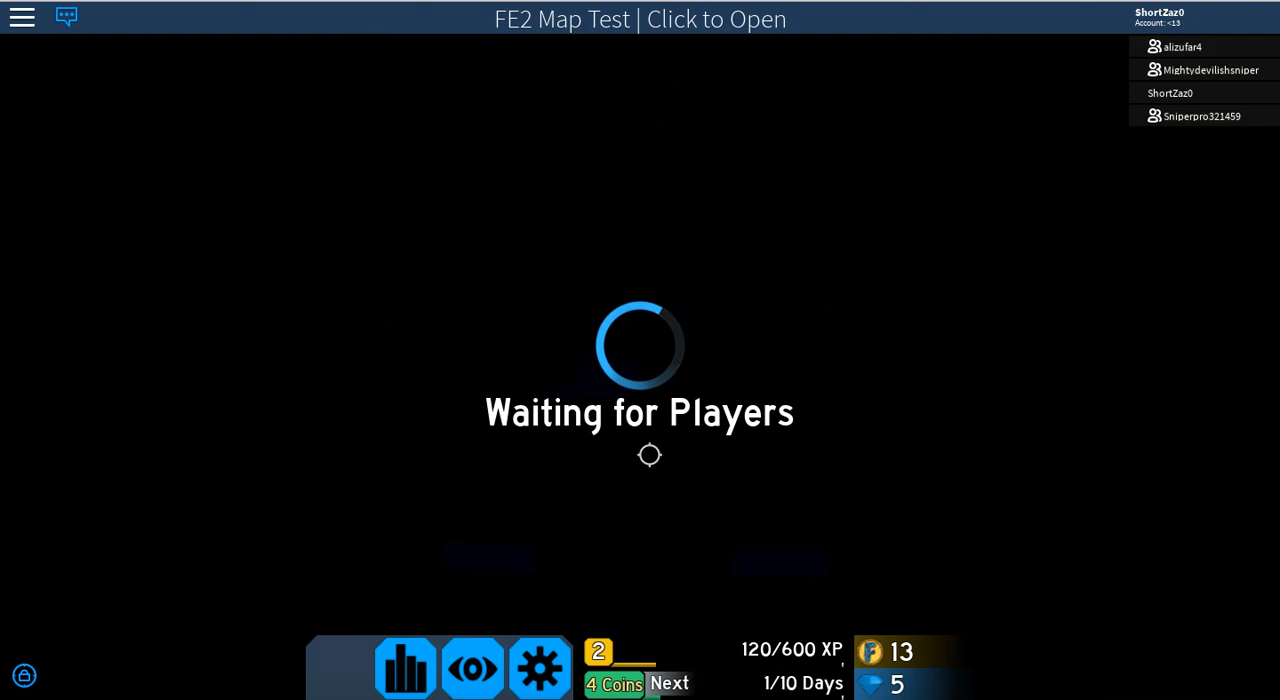 FE2 Map Test | Click to Open
ShortZaz0
Account: <13
alizufar4
Mightydevilishsniper
ShortZaz0
Sniperpro321459
Waiting for Players
2
120/600 XP
4 Coins Next
1/10 Days
F 13
5